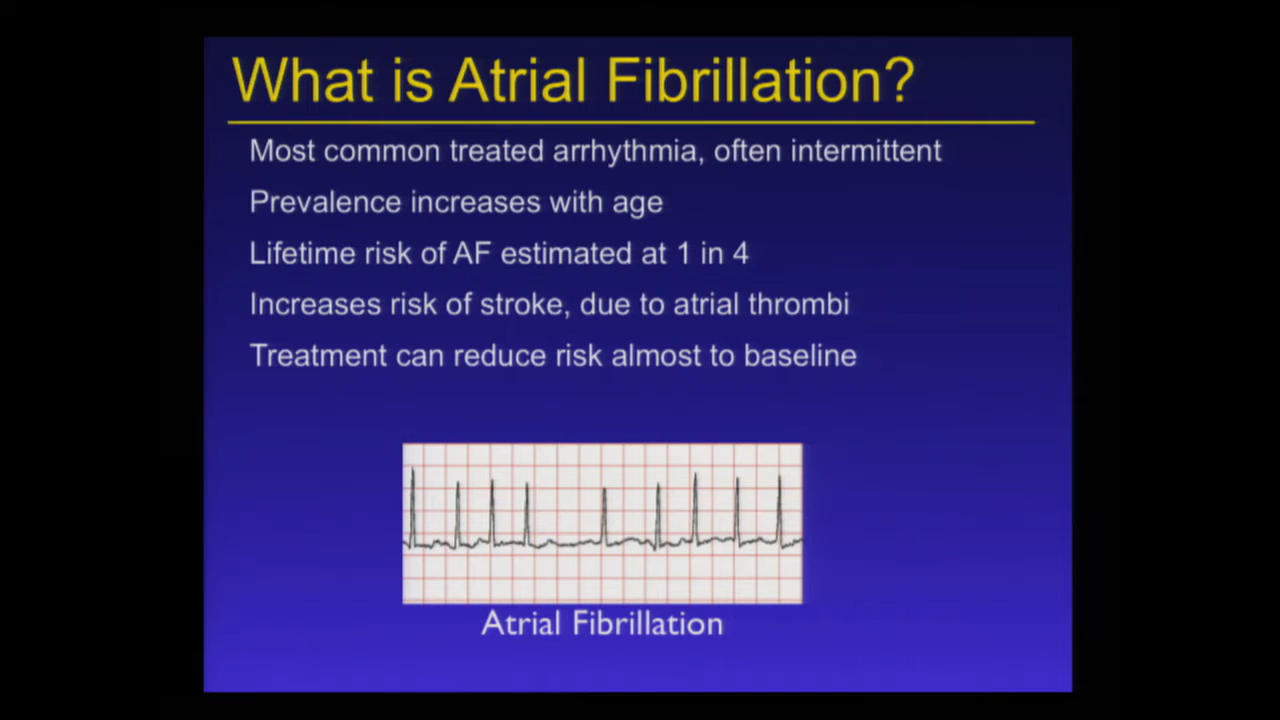 What is Atrial Fibrillation?
Most common treated arrhythmia, often intermittent
Prevalence increases with age
Lifetime risk of AF estimated at 1 in 4
Increases risk of stroke, due to atrial thrombi
Treatment can reduce risk almost to baseline
Atrial Fibrillation